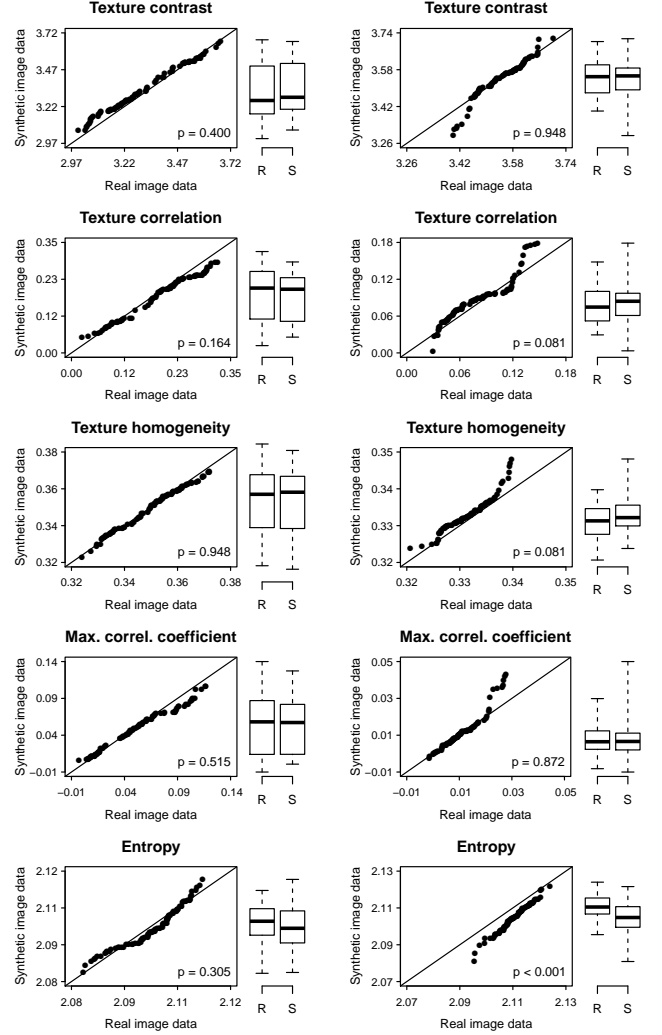 Texture contrast
Synthetic image data
3.72
3.47
3.22
2.97
p = 0.400
2.97 3.22 3.47 3.72
R S
Real image data
Texture contrast
Synthetic image data
3.74
3.58
3.42
3.26
p = 0.948
3.26 3.42 3.58 3.74
R S
Real image data
Texture correlation
Synthetic image data
0.35
0.23
0.12
0.00
p = 0.164
0.00 0.12 0.23 0.35
R S
Real image data
Texture correlation
Synthetic image data
0.18
0.12
0.06
0.00
p = 0.081
0.00 0.06 0.12 0.18
R S
Real image data
Texture homogeneity
Synthetic image data
0.38
0.36
0.34
0.32
p = 0.948
0.32 0.34 0.36 0.38
R S
Real image data
Texture homogeneity
Synthetic image data
0.35
0.34
0.33
0.32
p = 0.081
0.32 0.33 0.34 0.35
R S
Real image data
Max. correl. coefficient
Synthetic image data
0.14
0.09
0.04
−0.01
p = 0.515
−0.01 0.04 0.09 0.14
R S
Real image data
Max. correl. coefficient
Synthetic image data
0.05
0.03
0.01
−0.01
p = 0.872
−0.01 0.01 0.03 0.05
R S
Real image data
Entropy
Synthetic image data
2.12
2.11
2.09
2.08
p = 0.305
2.08 2.09 2.11 2.12
R S
Real image data
Entropy
Synthetic image data
2.13
2.11
2.09
2.07
p < 0.001
2.07 2.09 2.11 2.13
R S
Real image data